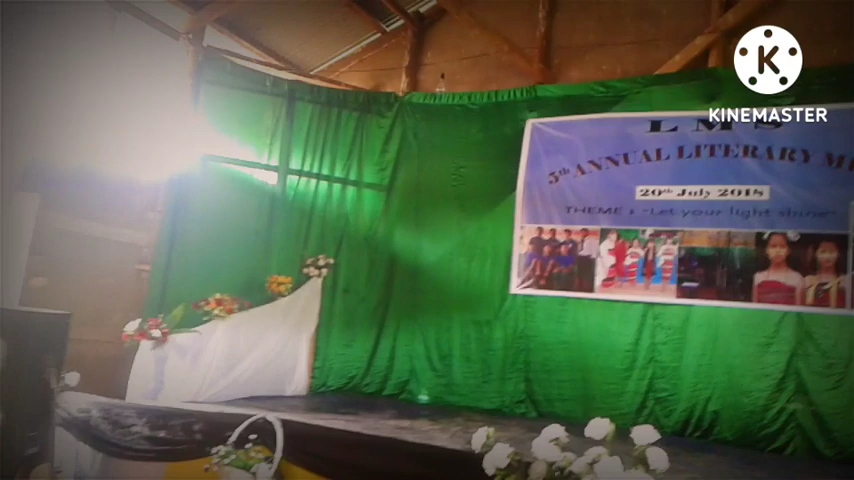 KINEMASTER
L M S
5th ANNUAL LITERARY
20th July 2018
THEME : "Let your light shine"